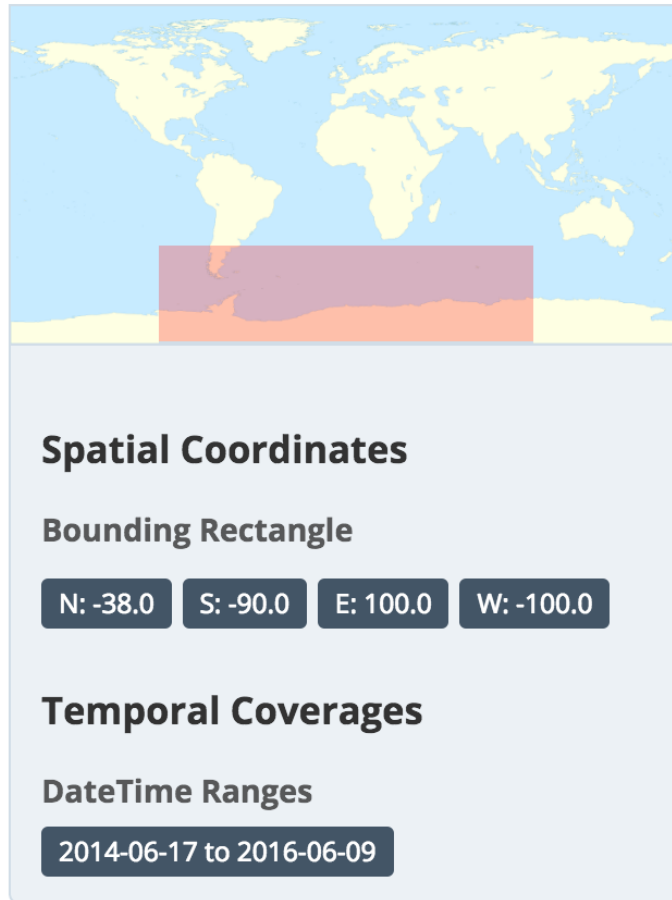 Spatial Coordinates
Bounding Rectangle
N: -38.0 S: -90.0 E: 100.0 W: -100.0
Temporal Coverages
DateTime Ranges
2014-06-17 to 2016-06-09